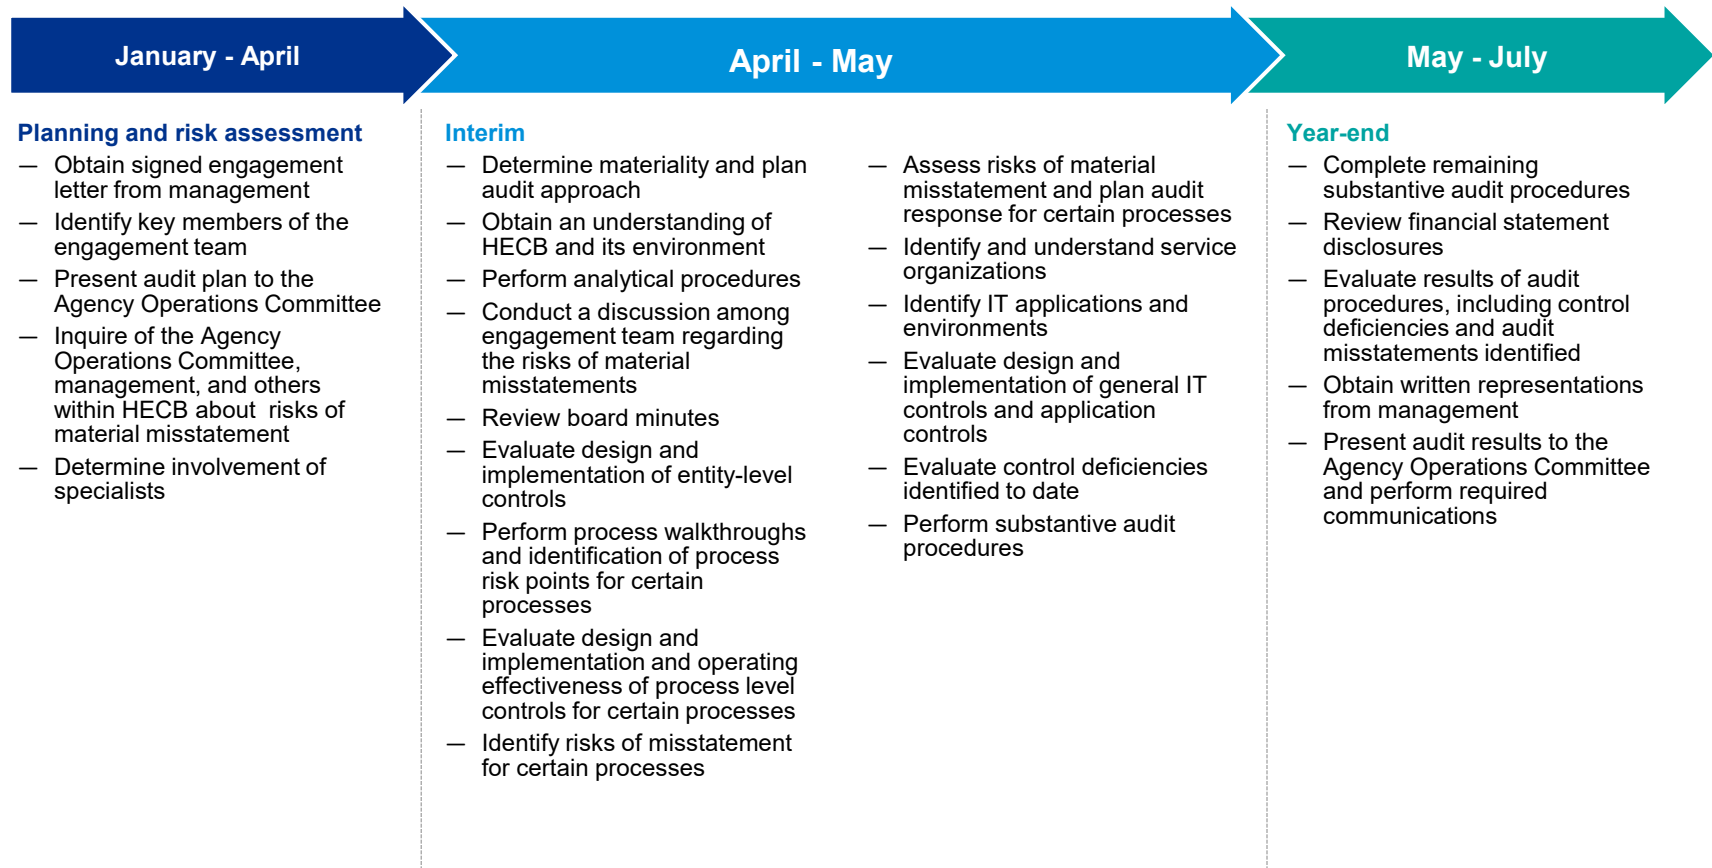 January - April
April - May
May - July
Planning and risk assessment
— Obtain signed engagement
letter from management
— Identify key members of the
engagement team
— Present audit plan to the
Agency Operations Committee
— Inquire of the Agency
Operations Committee,
management, and others
within HECB about  risks of
material misstatement
— Determine involvement of
specialists
Interim
— Determine materiality and plan
audit approach
— Obtain an understanding of
HECB and its environment
— Perform analytical procedures
— Conduct a discussion among
engagement team regarding
the risks of material
misstatements
— Review board minutes
— Evaluate design and
implementation of entity-level
controls
— Perform process walkthroughs
and identification of process
risk points for certain
processes
— Evaluate design and
implementation and operating
effectiveness of process level
controls for certain processes
— Identify risks of misstatement
for certain processes
— Assess risks of material
misstatement and plan audit
response for certain processes
— Identify and understand service
organizations
— Identify IT applications and
environments
— Evaluate design and
implementation of general IT
controls and application
controls
— Evaluate control deficiencies
identified to date
— Perform substantive audit
procedures
Year-end
— Complete remaining
substantive audit procedures
— Review financial statement
disclosures
— Evaluate results of audit
procedures, including control
deficiencies and audit
misstatements identified
— Obtain written representations
from management
— Present audit results to the
Agency Operations Committee
and perform required
communications